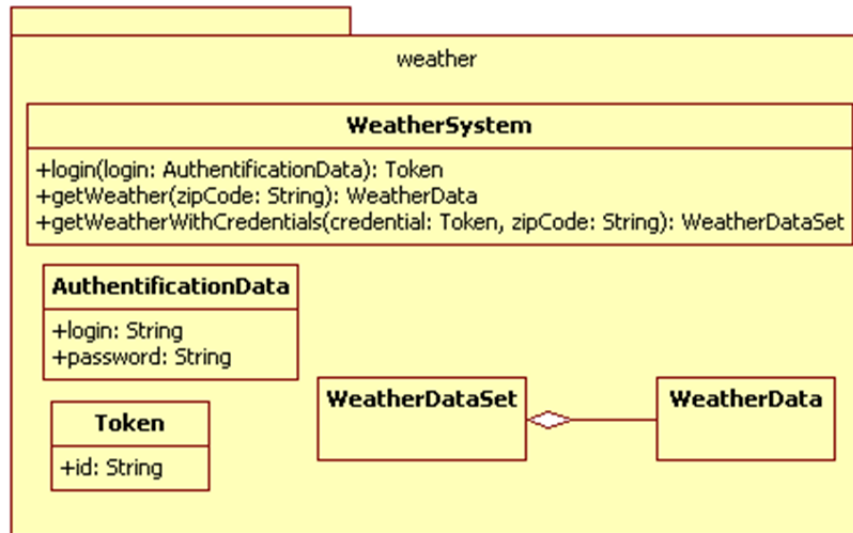 weather
WeatherSystem
+login(login: AuthentificationData): Token
+getWeather(zipCode: String): WeatherData
+getWeatherWithCredentials(credential: Token, zipCode: String): WeatherDataSet
AuthentificationData
+login: String
+password: String
WeatherDataSet
WeatherData
Token
+id: String